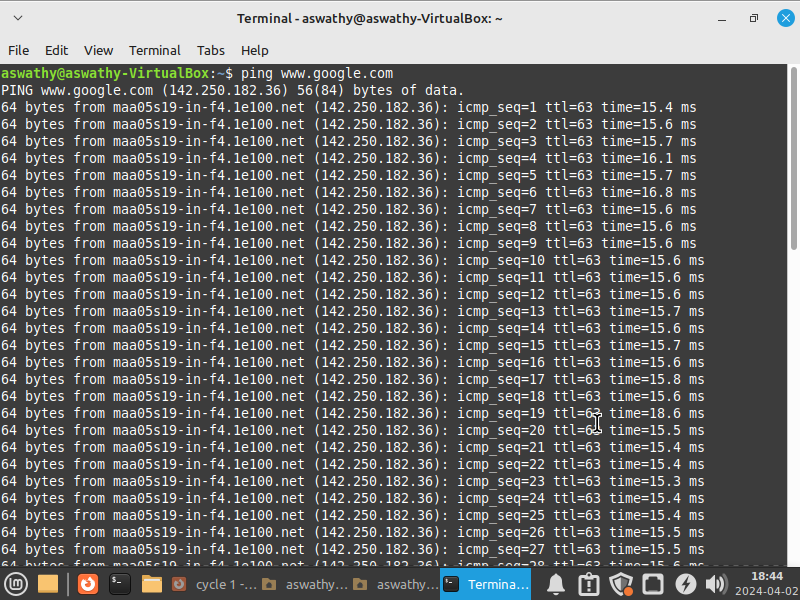 Terminal - aswathy@aswathy-VirtualBox: ~
File Edit View Terminal Tabs Help
aswathy@aswathy-VirtualBox:~$ ping www.google.com
PING www.google.com (142.250.182.36) 56(84) bytes of data.
64 bytes from maa05s19-in-f4.1e100.net (142.250.182.36): icmp_seq=1 ttl=63 time=15.4 ms
64 bytes from maa05s19-in-f4.1e100.net (142.250.182.36): icmp_seq=2 ttl=63 time=15.6 ms
64 bytes from maa05s19-in-f4.1e100.net (142.250.182.36): icmp_seq=3 ttl=63 time=15.7 ms
64 bytes from maa05s19-in-f4.1e100.net (142.250.182.36): icmp_seq=4 ttl=63 time=16.1 ms
64 bytes from maa05s19-in-f4.1e100.net (142.250.182.36): icmp_seq=5 ttl=63 time=15.7 ms
64 bytes from maa05s19-in-f4.1e100.net (142.250.182.36): icmp_seq=6 ttl=63 time=16.8 ms
64 bytes from maa05s19-in-f4.1e100.net (142.250.182.36): icmp_seq=7 ttl=63 time=15.6 ms
64 bytes from maa05s19-in-f4.1e100.net (142.250.182.36): icmp_seq=8 ttl=63 time=15.6 ms
64 bytes from maa05s19-in-f4.1e100.net (142.250.182.36): icmp_seq=9 ttl=63 time=15.6 ms
64 bytes from maa05s19-in-f4.1e100.net (142.250.182.36): icmp_seq=10 ttl=63 time=15.6 ms
64 bytes from maa05s19-in-f4.1e100.net (142.250.182.36): icmp_seq=11 ttl=63 time=15.6 ms
64 bytes from maa05s19-in-f4.1e100.net (142.250.182.36): icmp_seq=12 ttl=63 time=15.6 ms
64 bytes from maa05s19-in-f4.1e100.net (142.250.182.36): icmp_seq=13 ttl=63 time=15.7 ms
64 bytes from maa05s19-in-f4.1e100.net (142.250.182.36): icmp_seq=14 ttl=63 time=15.6 ms
64 bytes from maa05s19-in-f4.1e100.net (142.250.182.36): icmp_seq=15 ttl=63 time=15.7 ms
64 bytes from maa05s19-in-f4.1e100.net (142.250.182.36): icmp_seq=16 ttl=63 time=15.6 ms
64 bytes from maa05s19-in-f4.1e100.net (142.250.182.36): icmp_seq=17 ttl=63 time=15.8 ms
64 bytes from maa05s19-in-f4.1e100.net (142.250.182.36): icmp_seq=18 ttl=63 time=15.6 ms
64 bytes from maa05s19-in-f4.1e100.net (142.250.182.36): icmp_seq=19 ttl=63 time=18.6 ms
64 bytes from maa05s19-in-f4.1e100.net (142.250.182.36): icmp_seq=20 ttl=63 time=15.5 ms
64 bytes from maa05s19-in-f4.1e100.net (142.250.182.36): icmp_seq=21 ttl=63 time=15.4 ms
64 bytes from maa05s19-in-f4.1e100.net (142.250.182.36): icmp_seq=22 ttl=63 time=15.4 ms
64 bytes from maa05s19-in-f4.1e100.net (142.250.182.36): icmp_seq=23 ttl=63 time=15.3 ms
64 bytes from maa05s19-in-f4.1e100.net (142.250.182.36): icmp_seq=24 ttl=63 time=15.4 ms
64 bytes from maa05s19-in-f4.1e100.net (142.250.182.36): icmp_seq=25 ttl=63 time=15.4 ms
64 bytes from maa05s19-in-f4.1e100.net (142.250.182.36): icmp_seq=26 ttl=63 time=15.5 ms
64 bytes from maa05s19-in-f4.1e100.net (142.250.182.36): icmp_seq=27 ttl=63 time=15.5 ms
cycle 1 -... aswathy... aswathy... Termina... 18:44
2024-04-02